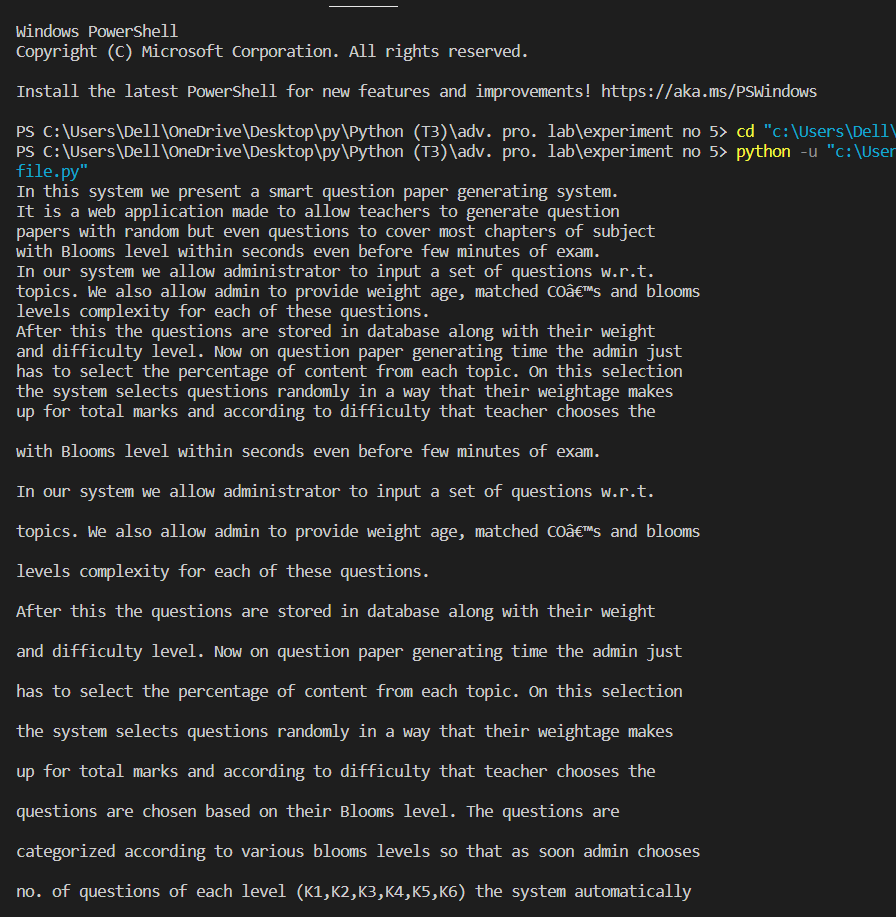 Windows PowerShell
Copyright (C) Microsoft Corporation. All rights reserved.
Install the latest PowerShell for new features and improvements! https://aka.ms/PSWindows
PS C:\Users\Dell\OneDrive\Desktop\py\Python (T3)\adv. pro. lab\experiment no 5> cd "c:\Users\Dell\
PS C:\Users\Dell\OneDrive\Desktop\py\Python (T3)\adv. pro. lab\experiment no 5> python -u "c:\User
file.py"
In this system we present a smart question paper generating system.
It is a web application made to allow teachers to generate question
papers with random but even questions to cover most chapters of subject
with Blooms level within seconds even before few minutes of exam.
In our system we allow administrator to input a set of questions w.r.t.
topics. We also allow admin to provide weight age, matched COâ€™s and blooms
levels complexity for each of these questions.
After this the questions are stored in database along with their weight
and difficulty level. Now on question paper generating time the admin just
has to select the percentage of content from each topic. On this selection
the system selects questions randomly in a way that their weightage makes
up for total marks and according to difficulty that teacher chooses the
with Blooms level within seconds even before few minutes of exam.
In our system we allow administrator to input a set of questions w.r.t.
topics. We also allow admin to provide weight age, matched COâ€™s and blooms
levels complexity for each of these questions.
After this the questions are stored in database along with their weight
and difficulty level. Now on question paper generating time the admin just
has to select the percentage of content from each topic. On this selection
the system selects questions randomly in a way that their weightage makes
up for total marks and according to difficulty that teacher chooses the
questions are chosen based on their Blooms level. The questions are
categorized according to various blooms levels so that as soon admin chooses
no. of questions of each level (K1,K2,K3,K4,K5,K6) the system automatically